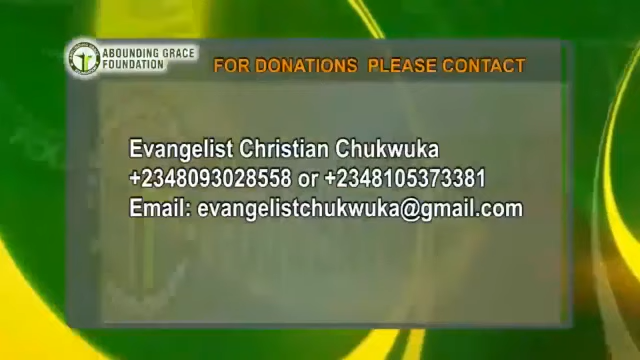 ABOUNDING GRACE
FOUNDATION
FOR DONATIONS PLEASE CONTACT
Evangelist Christian Chukwuka
+2348093028558 or +2348105373381
Email: evangelistchukwuka@gmail.com